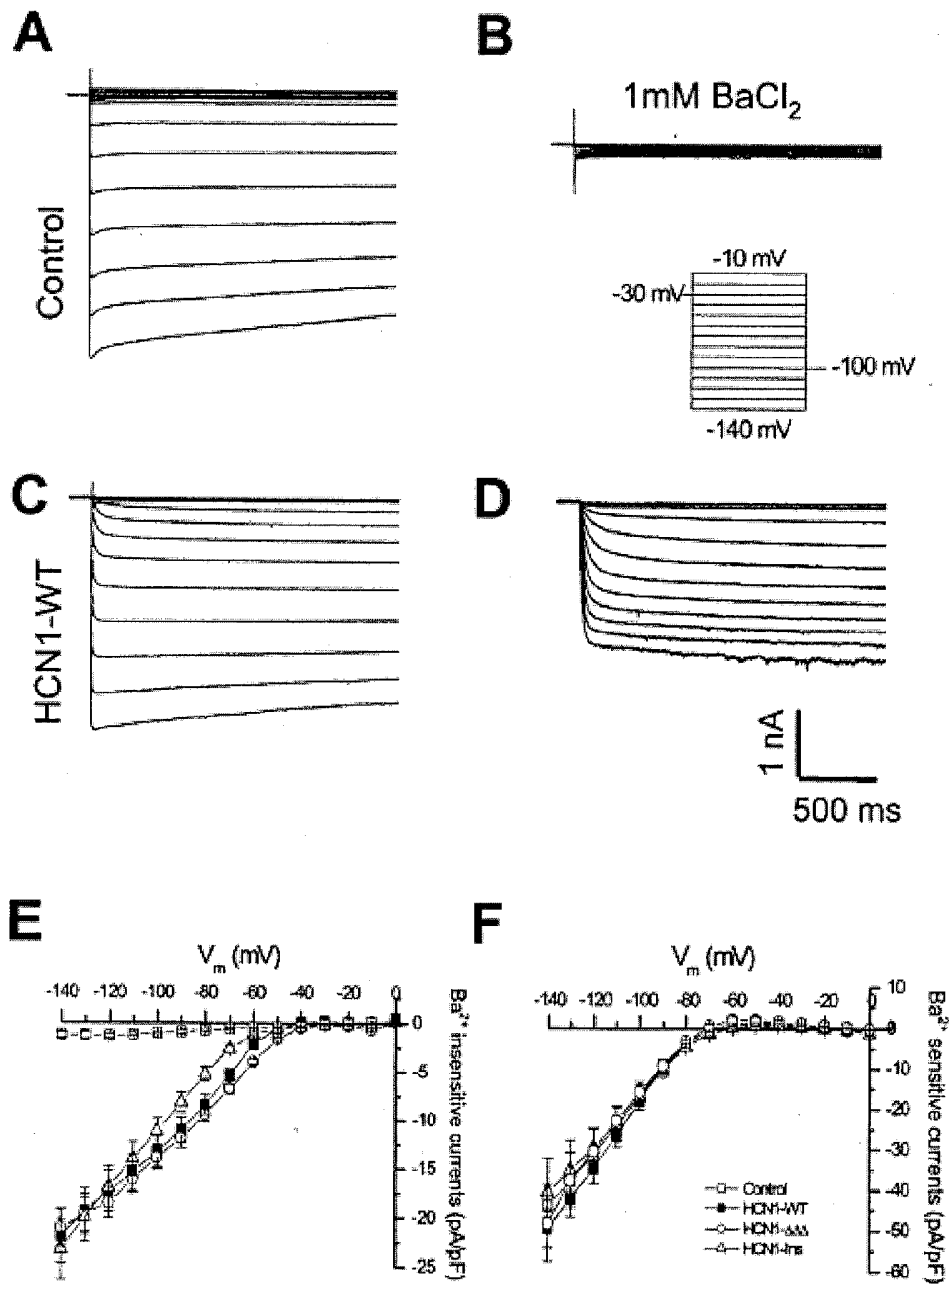 A
B
1mM BaCl₂
Control
-10 mV
-30 mV
-100 mV
-140 mV
C
D
HCN1-WT
1 nA
500 ms
E
F
Vm (mV)
-140 -120 -100 -80 -60 -40 -20 0
0
-5
-10
-15
-20
-25
Ba²⁺ insensitive currents (pA/pF)
Vm (mV)
-140 -120 -100 -80 -60 -40 -20 0
10
0
-10
-20
-30
-40
-50
-60
Ba²⁺ sensitive currents (pA/pF)
Control
HCN1-WT
HCN1-ΔΔΔ
HCN1-Ins